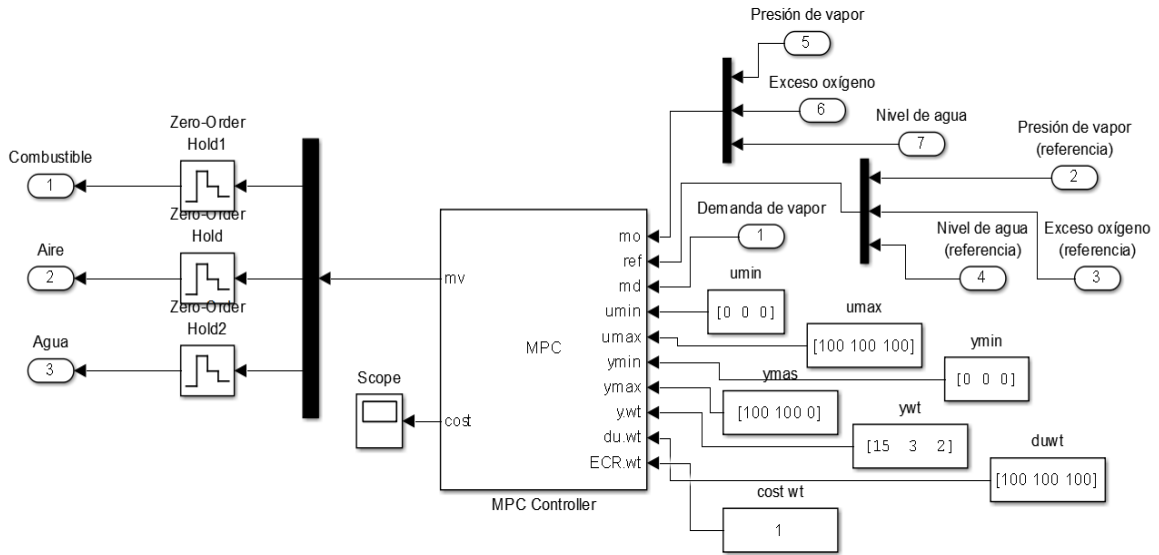 Presión de vapor
5
Exceso oxígeno
6
Nivel de agua
7
Presión de vapor
(referencia)
2
Zero-Order
Hold1
Combustible
1
Zero-Order
Hold
Aire
2
Zero-Order
Hold2
Agua
3
mv
cost
Scope
MPC
mo
ref
md
umin
umax
ymin
ymax
y.wt
du.wt
ECR.wt
MPC Controller
Demanda de vapor
1
Nivel de agua
(referencia)
4
Exceso oxígeno
(referencia)
3
umin
[0 0 0]
umax
[100 100 100]
ymin
[0 0 0]
ymas
[100 100 0]
ywt
[15 3 2]
duwt
[100 100 100]
cost wt
1